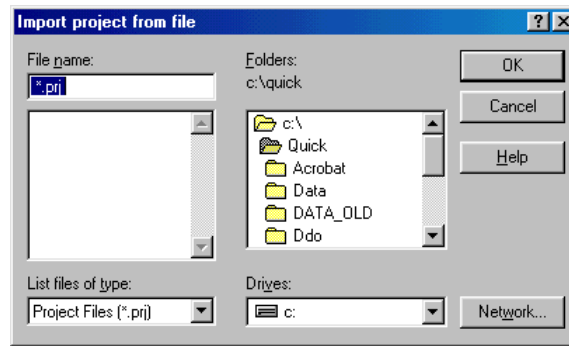 Import project from file
File name:
*.prj
Folders:
c:\quick
c:\
Quick
Acrobat
Data
DATA_OLD
Ddo
OK
Cancel
Help
List files of type:
Project Files (*.prj)
Drives:
c:
Network...